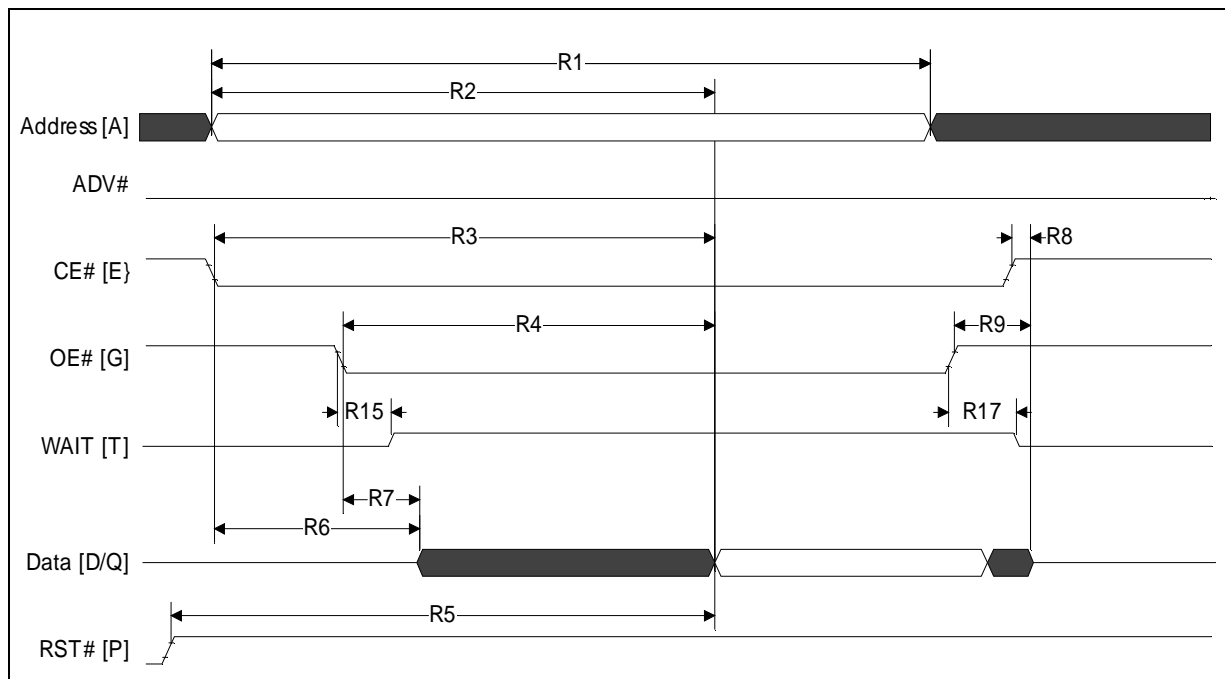 R1
R2
Address [A]
ADV#
R3
R8
CE# [E}
R4
R9
OE# [G]
R15
R17
WAIT [T]
R7
R6
Data [D/Q]
R5
RST# [P]